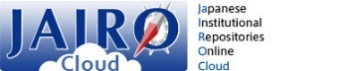 JAIRO
Cloud
Japanese
Institutional
Repositories
Online
Cloud